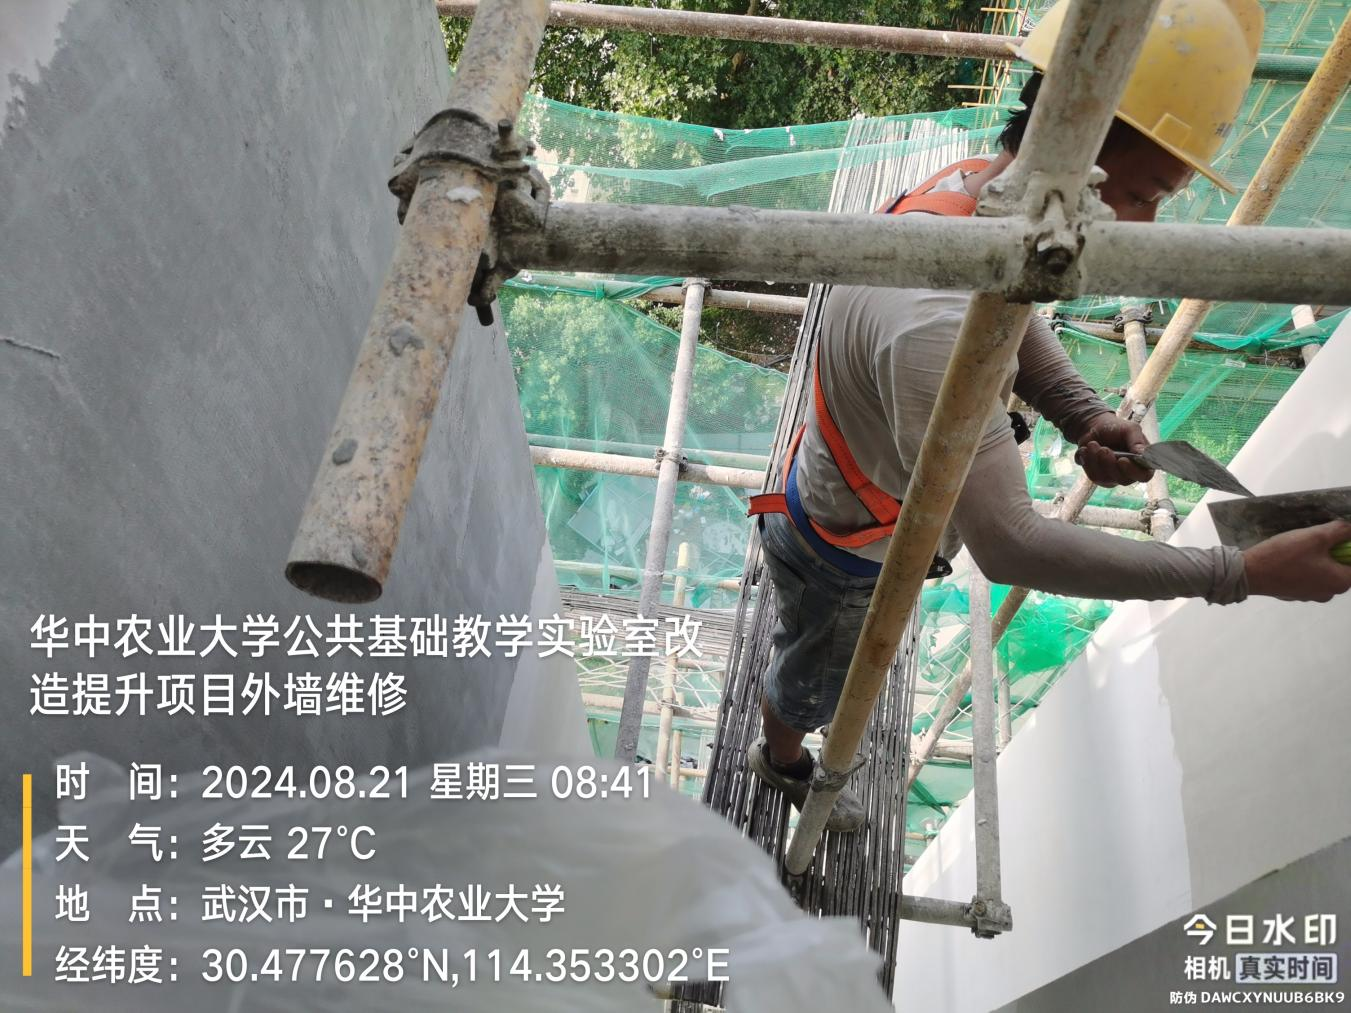 华中农业大学公共基础教学实验室改
造提升项目外墙维修
时 间：2024.08.21 星期三 08:41
天 气：多云 27°C
地 点：武汉市·华中农业大学
经纬度：30.477628°N,114.353302°E
今日水印
相机 真实时间
防伪 DAWCXYNUUB6BK9